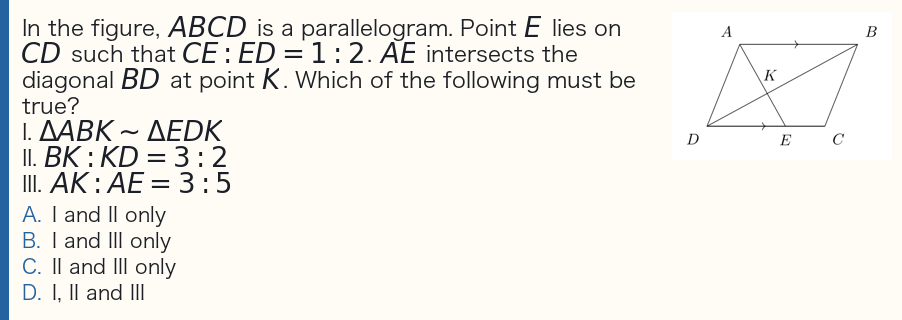 In the figure, ABCD is a parallelogram. Point E lies on
CD such that CE : ED = 1 : 2. AE intersects the
diagonal BD at point K. Which of the following must be
true?
I. ΔABK ~ ΔEDK
II. BK : KD = 3 : 2
III. AK : AE = 3 : 5
A. I and II only
B. I and III only
C. II and III only
D. I, II and III
A
B
K
D
E
C